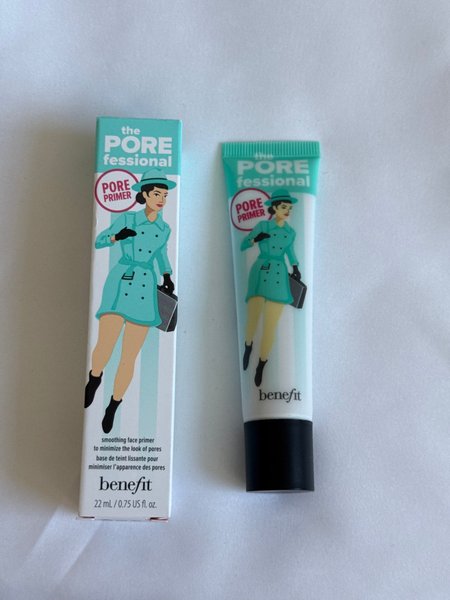 the
PORE
fessional
PORE
PRIMER
smoothing face primer
to minimize the look of pores
base de teint lissante pour
minimiser l'apparence des pores
benefit
22 mL / 0.75 US fl. oz.
the
PORE
fessional
PORE
PRIMER
benefit